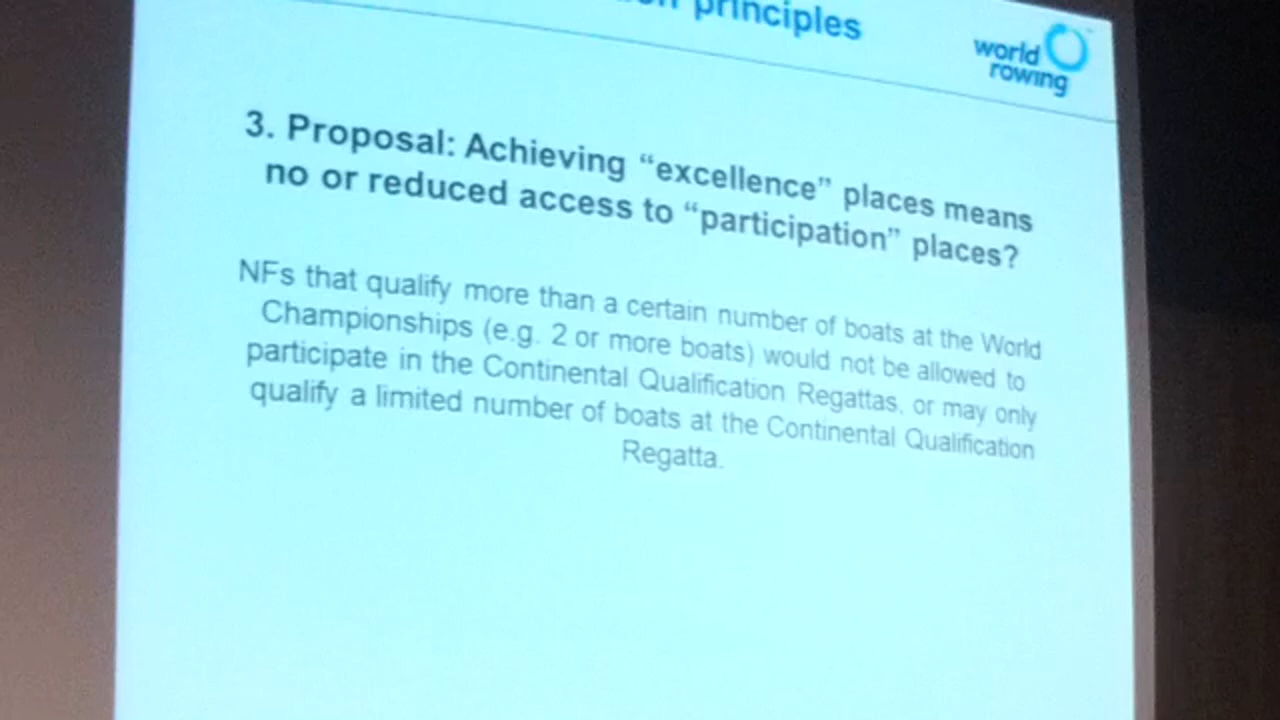 principles
world
rowing
3. Proposal: Achieving “excellence” places means
no or reduced access to “participation” places?
NFs that qualify more than a certain number of boats at the World
Championships (e.g. 2 or more boats) would not be allowed to
participate in the Continental Qualification Regattas, or may only
qualify a limited number of boats at the Continental Qualification
Regatta.